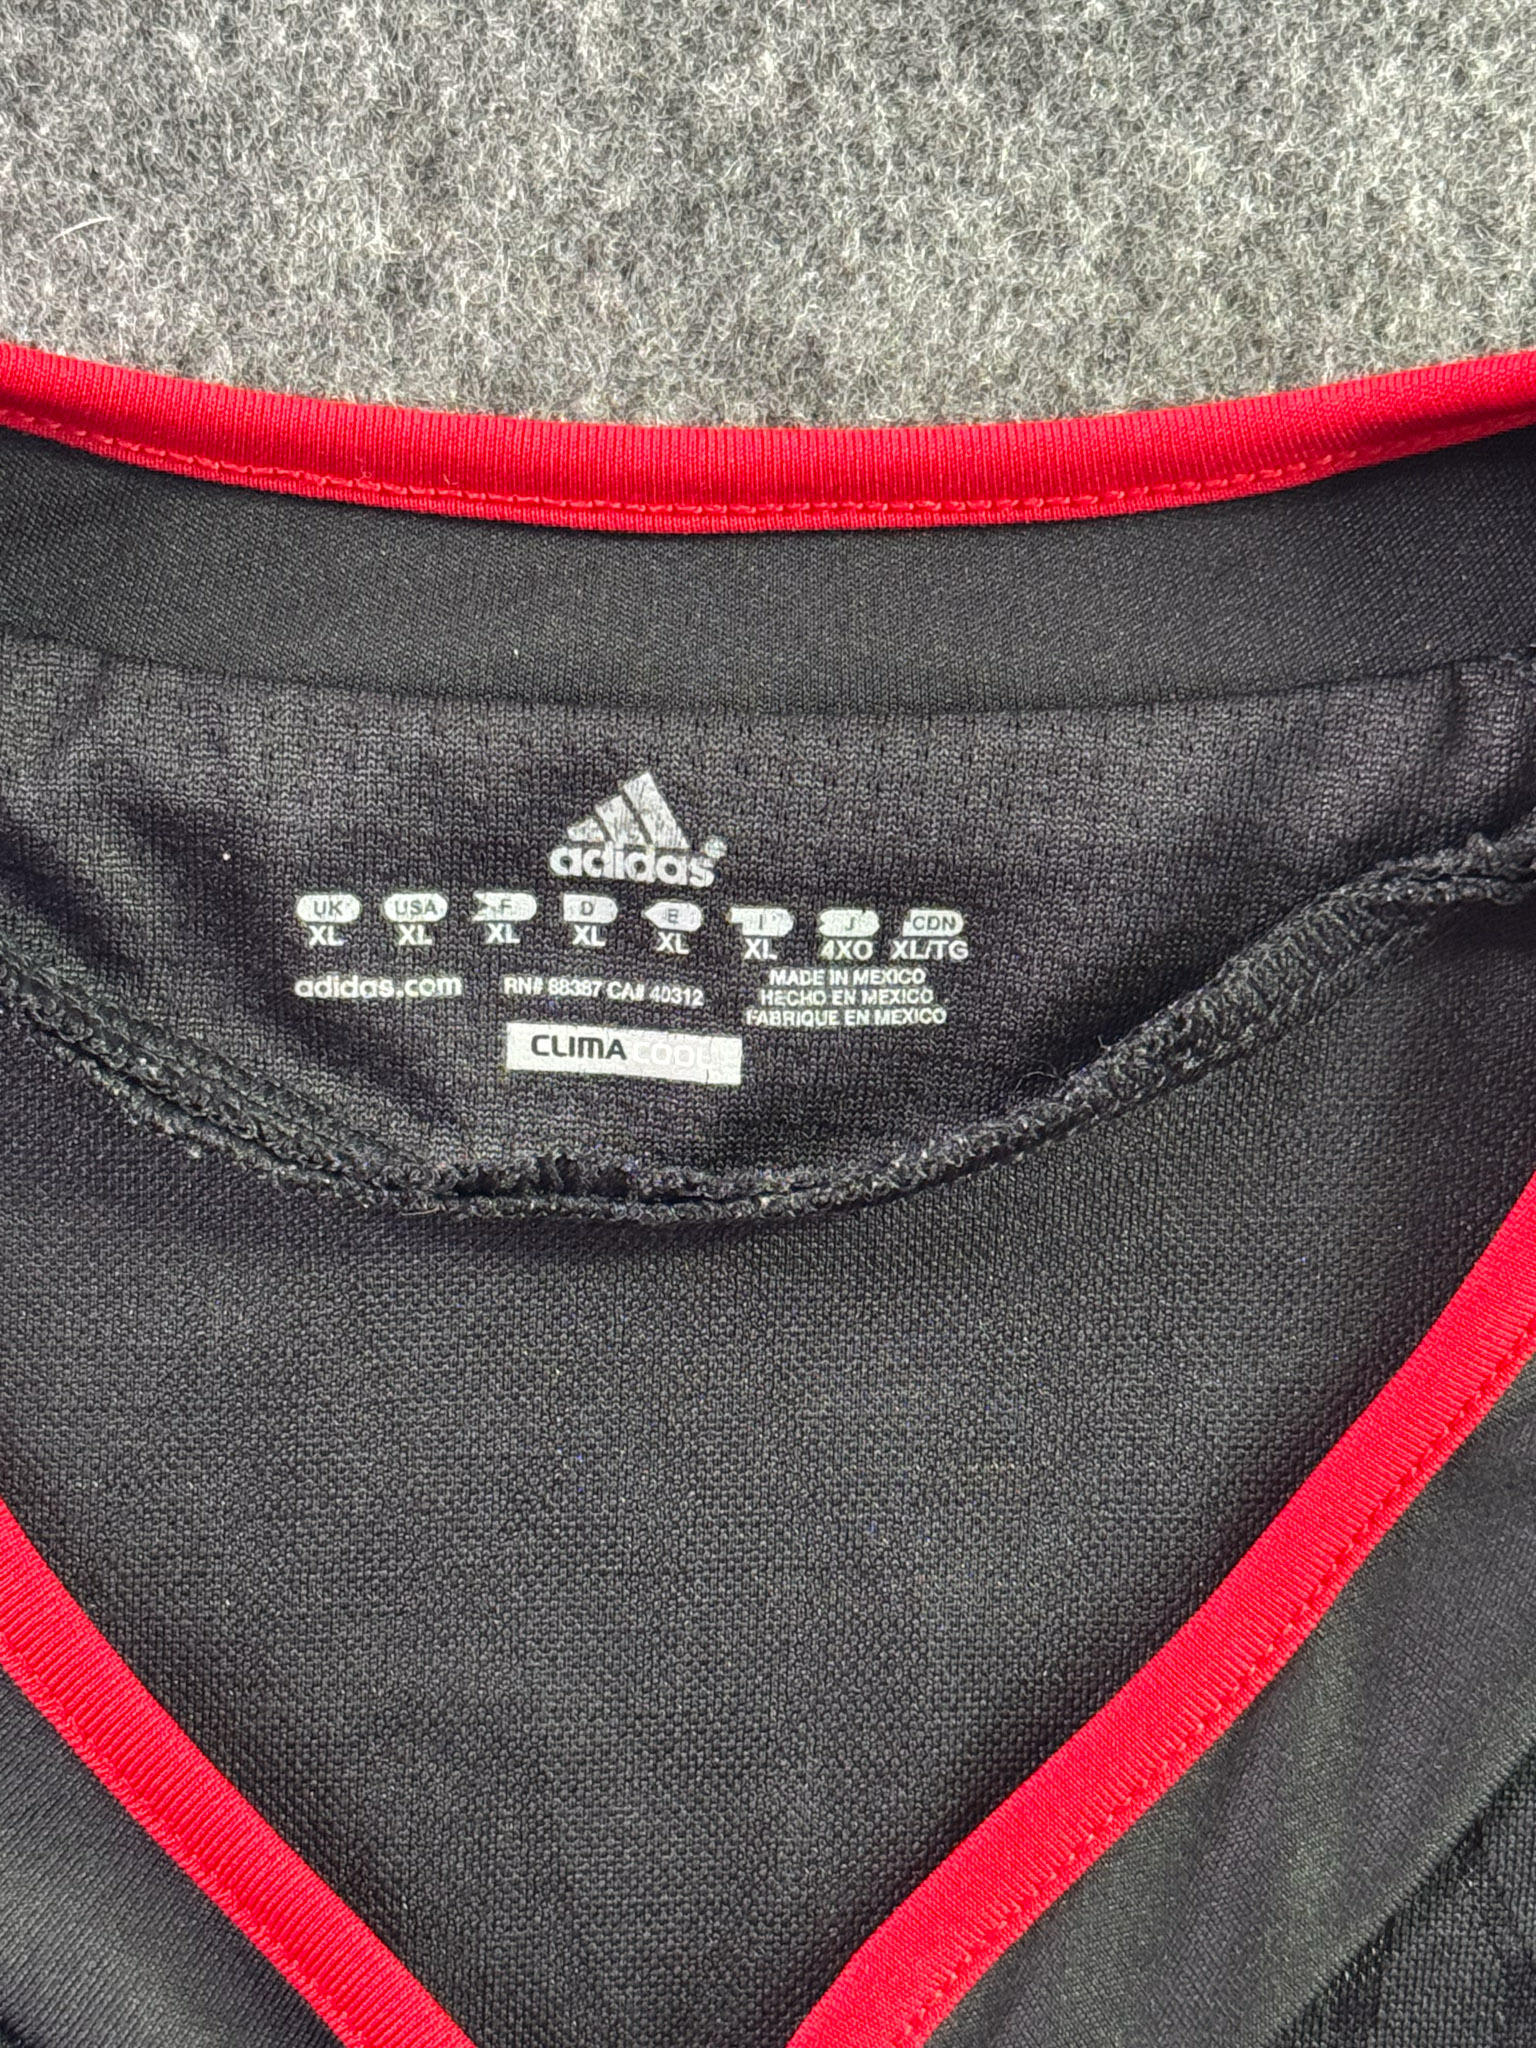 adidas
UK USA F D E I J CDN
XL XL XL XL XL XL 4XO XL/TG
adidas.com
RN# 88387 CA# 40312
MADE IN MEXICO
HECHO EN MEXICO
FABRIQUE EN MEXICO
CLIMACOOL